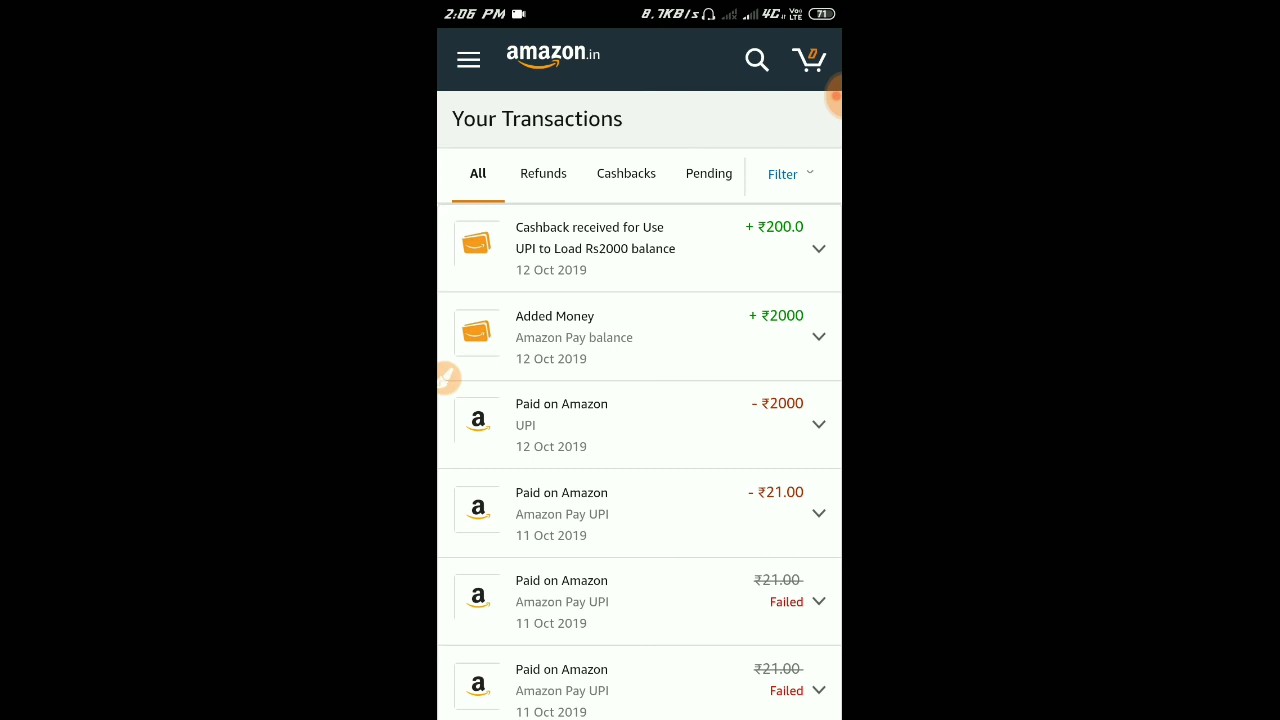 2:06 PM 8.7KB/s 4G Vo LTE 71
amazon.in 0
Your Transactions
All Refunds Cashbacks Pending Filter
Cashback received for Use + ₹200.0
UPI to Load Rs2000 balance
12 Oct 2019
Added Money + ₹2000
Amazon Pay balance
12 Oct 2019
Paid on Amazon - ₹2000
UPI
12 Oct 2019
Paid on Amazon - ₹21.00
Amazon Pay UPI
11 Oct 2019
Paid on Amazon ₹21.00
Amazon Pay UPI Failed
11 Oct 2019
Paid on Amazon ₹21.00
Amazon Pay UPI Failed
11 Oct 2019